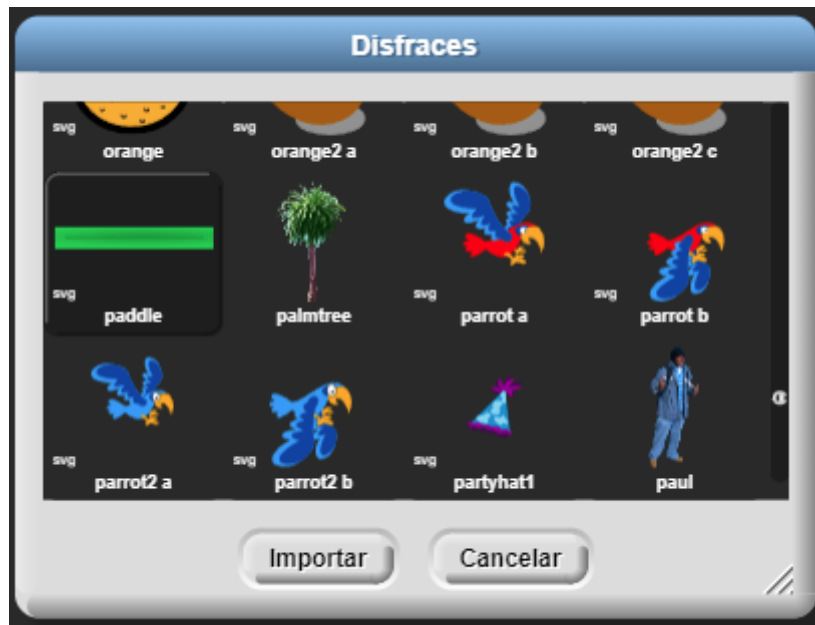 Disfraces
svg svg svg svg
orange orange2 a orange2 b orange2 c
svg svg svg
paddle palmtree parrot a parrot b
svg svg svg
parrot2 a parrot2 b partyhat1 paul
Importar Cancelar